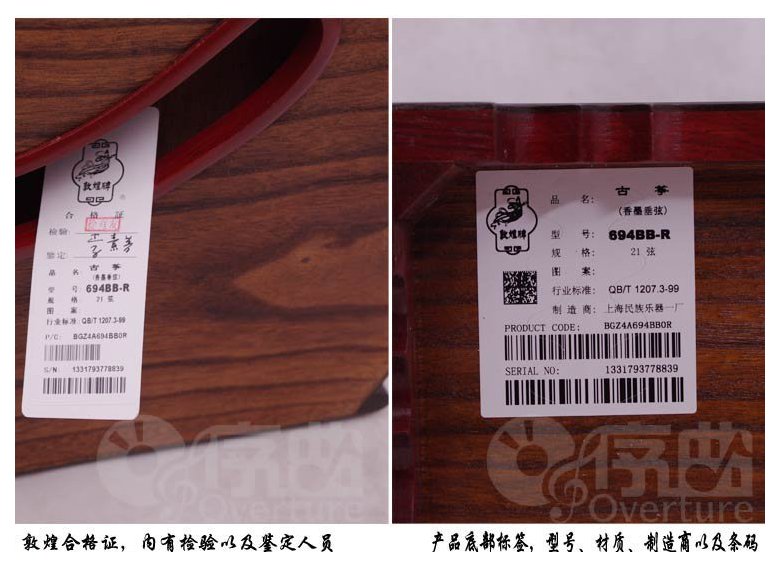 敦煌牌
合格证
检验:
鉴定:
品名: 古筝
(香墨垂弦)
型号 694BB-R
规格: 21 弦
图案:
行业标准: QB/T 1207.3-99
P/C: BGZ4A694BB0R
S/N 1331793778839
敦煌牌
品名: 古筝
(香墨垂弦)
型号: 694BB-R
规格: 21 弦
图案:
行业标准: QB/T 1207.3-99
制造商: 上海民族乐器一厂
PRODUCT CODE: BGZ4A694BB0R
SERIAL NO: 1331793778839
序曲
Overture
序曲
Overture
敦煌合格证，内有检验以及鉴定人员
产品底部标签，型号、材质、制造商以及条码